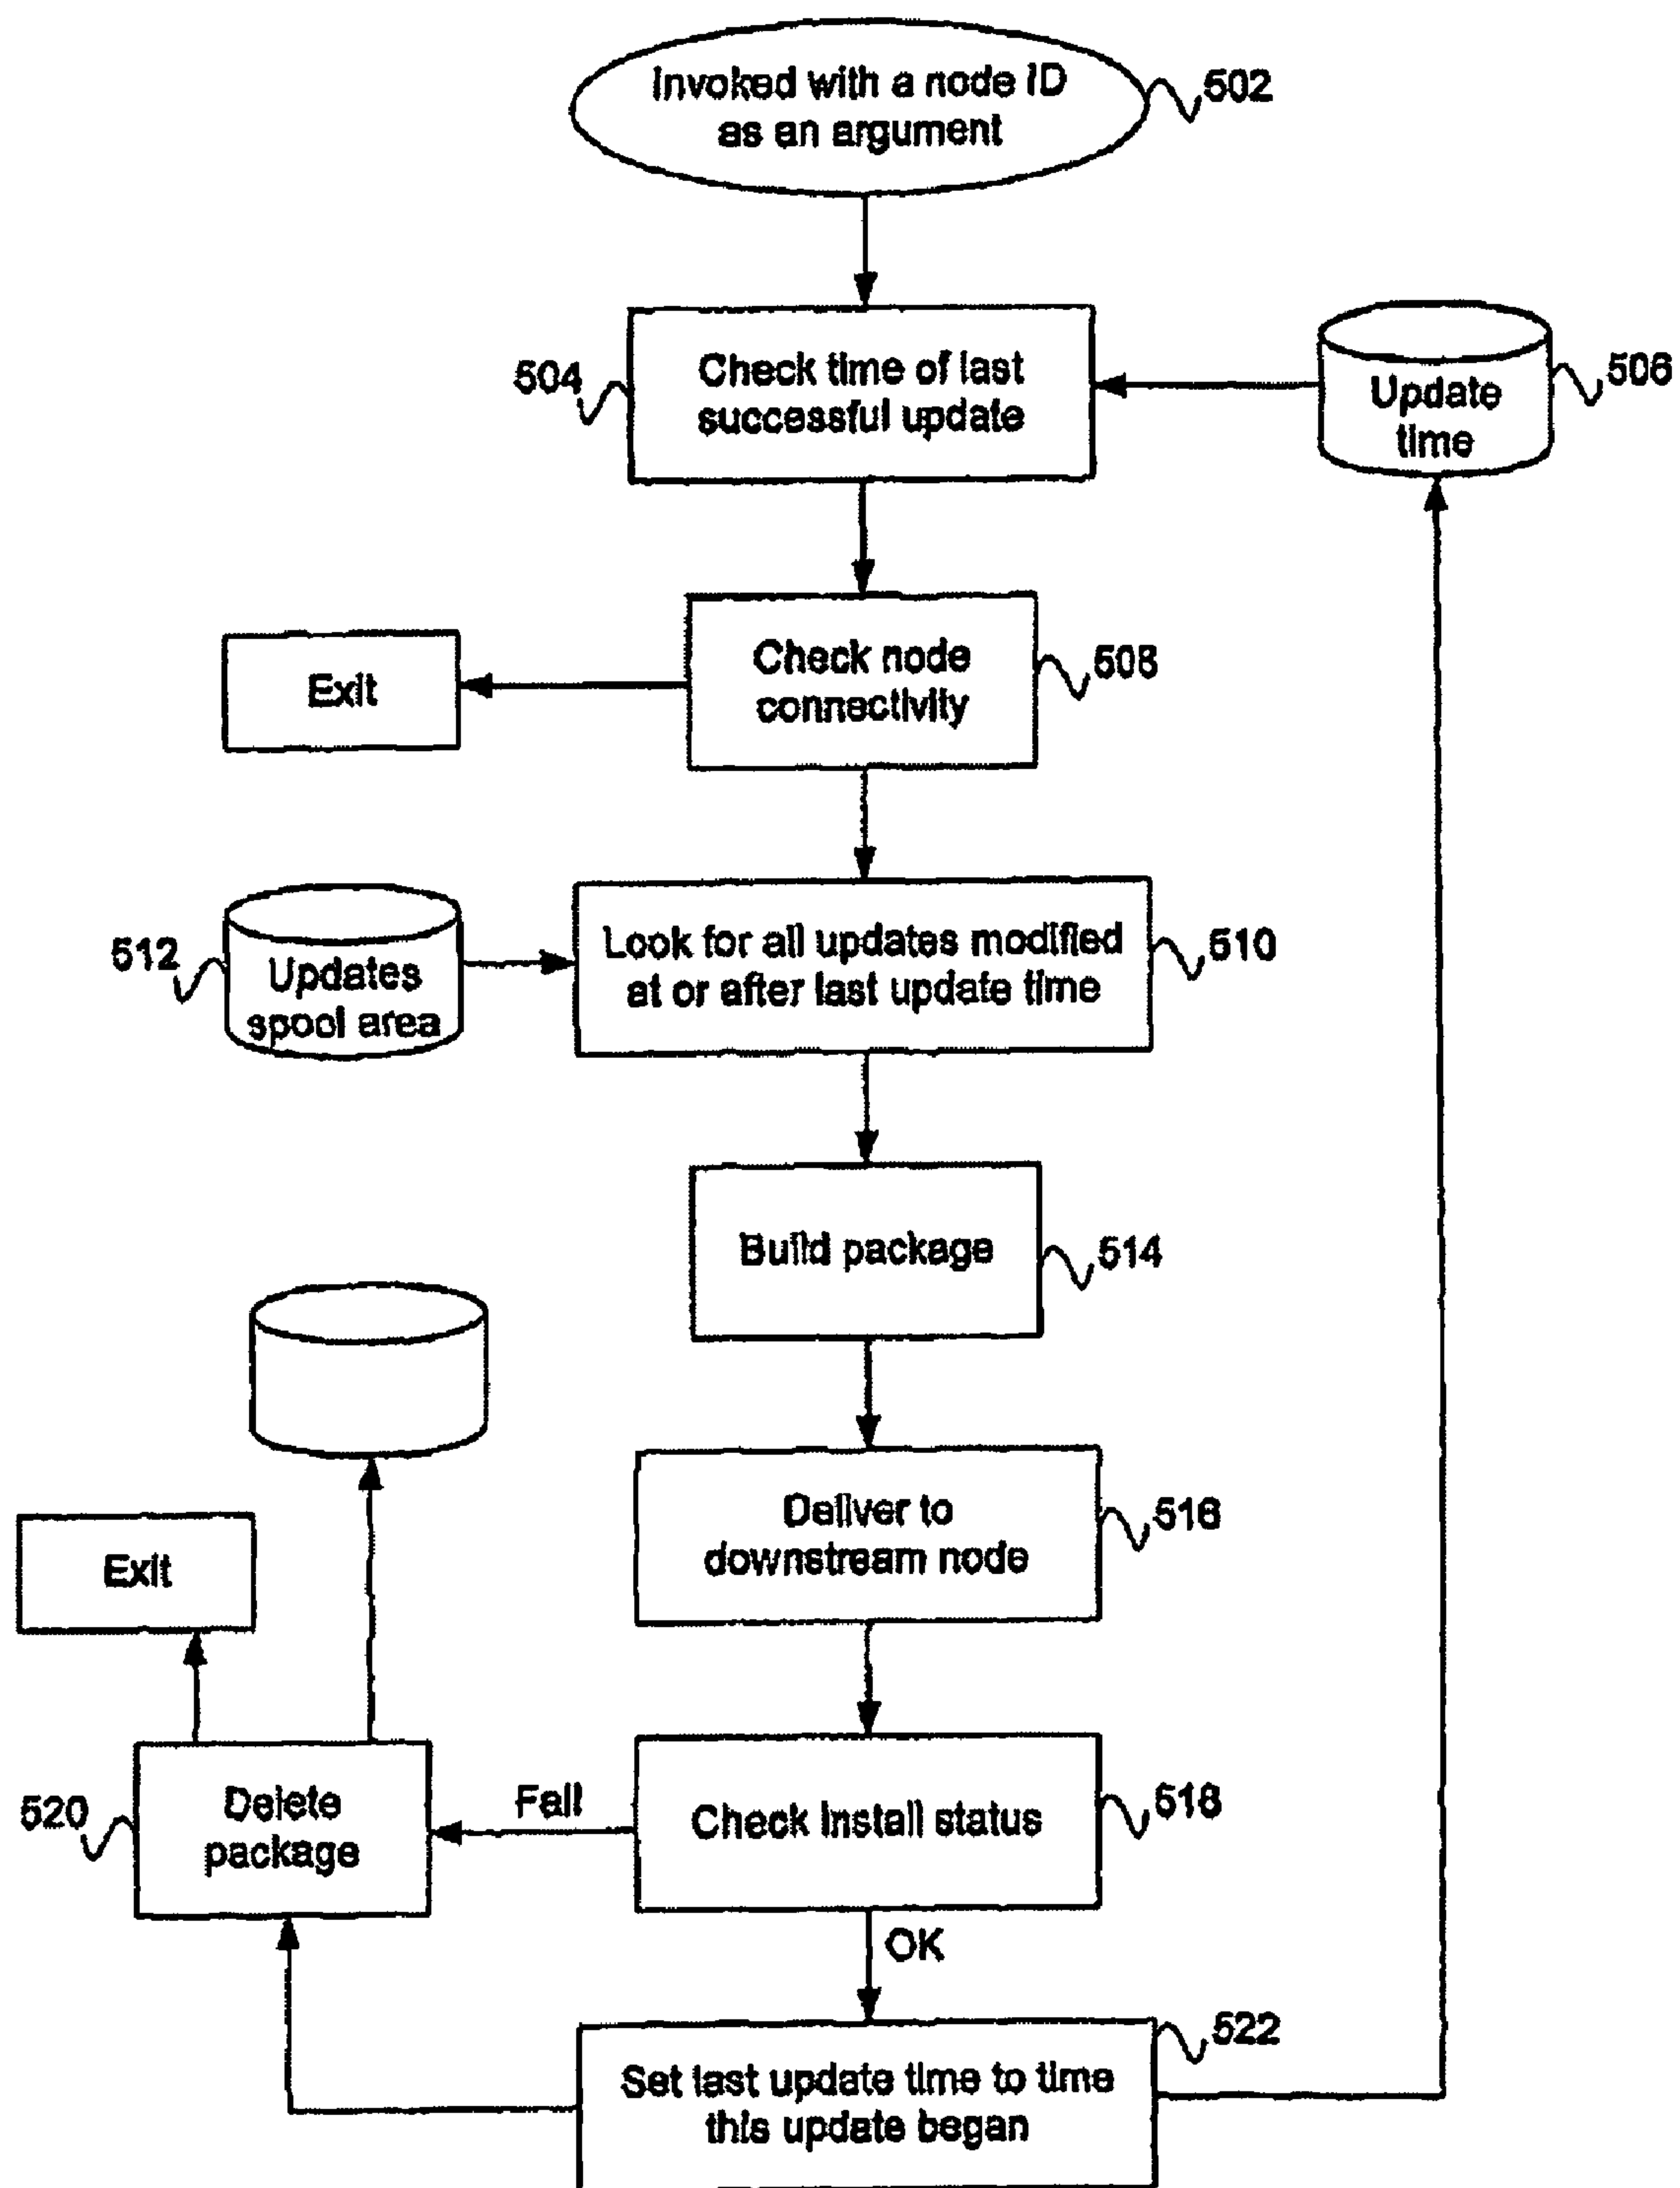 Invoked with a node ID
as an argument
502
504
Check time of last
successful update
Update
time
506
Exit
Check node
connectivity
508
512
Updates
spool area
Look for all updates modified
at or after last update time
510
Build package
514
Deliver to
downstream node
516
Exit
520
Delete
package
Fail
Check install status
518
OK
522
Set last update time to time
this update began